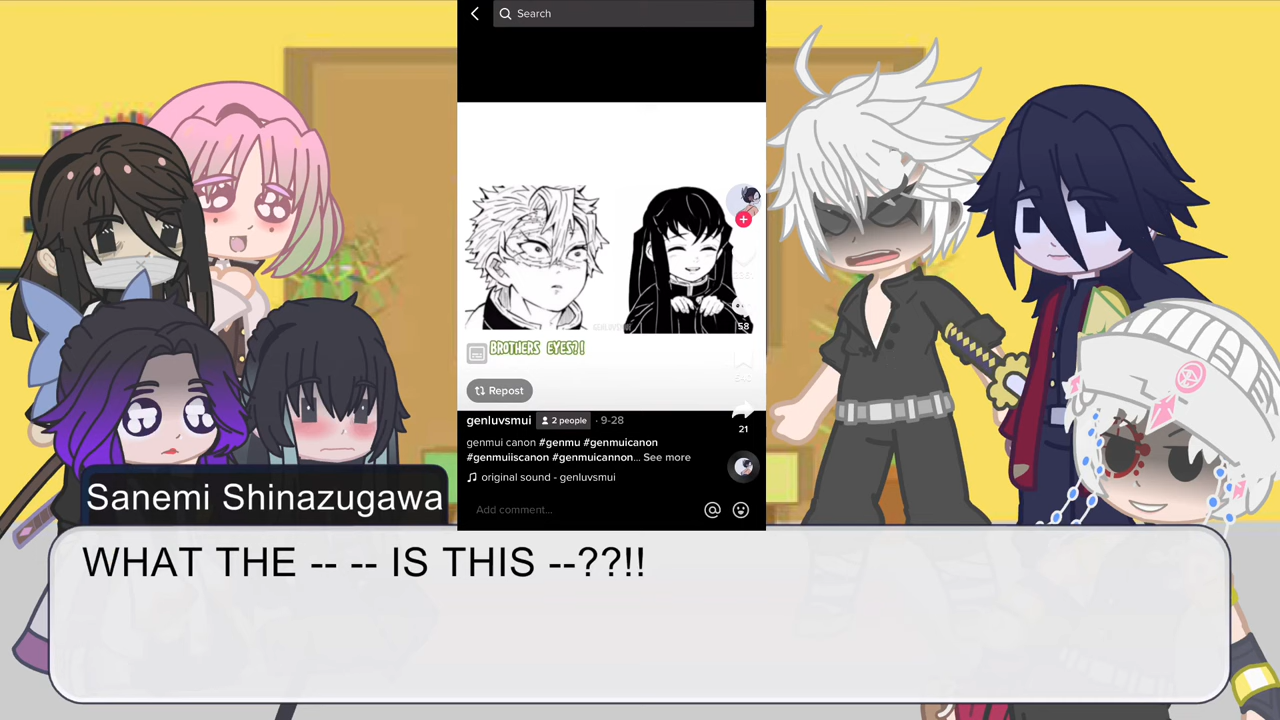 Search
BROTHERS EYES?!
Repost
58
21
genluvsmui 2 people · 9-28
genmui canon #genmu #genmuicanon
#genmuiiscanon #genmuicannon... See more
original sound - genluvsmui
Add comment...
Sanemi Shinazugawa
WHAT THE -- -- IS THIS --??!!